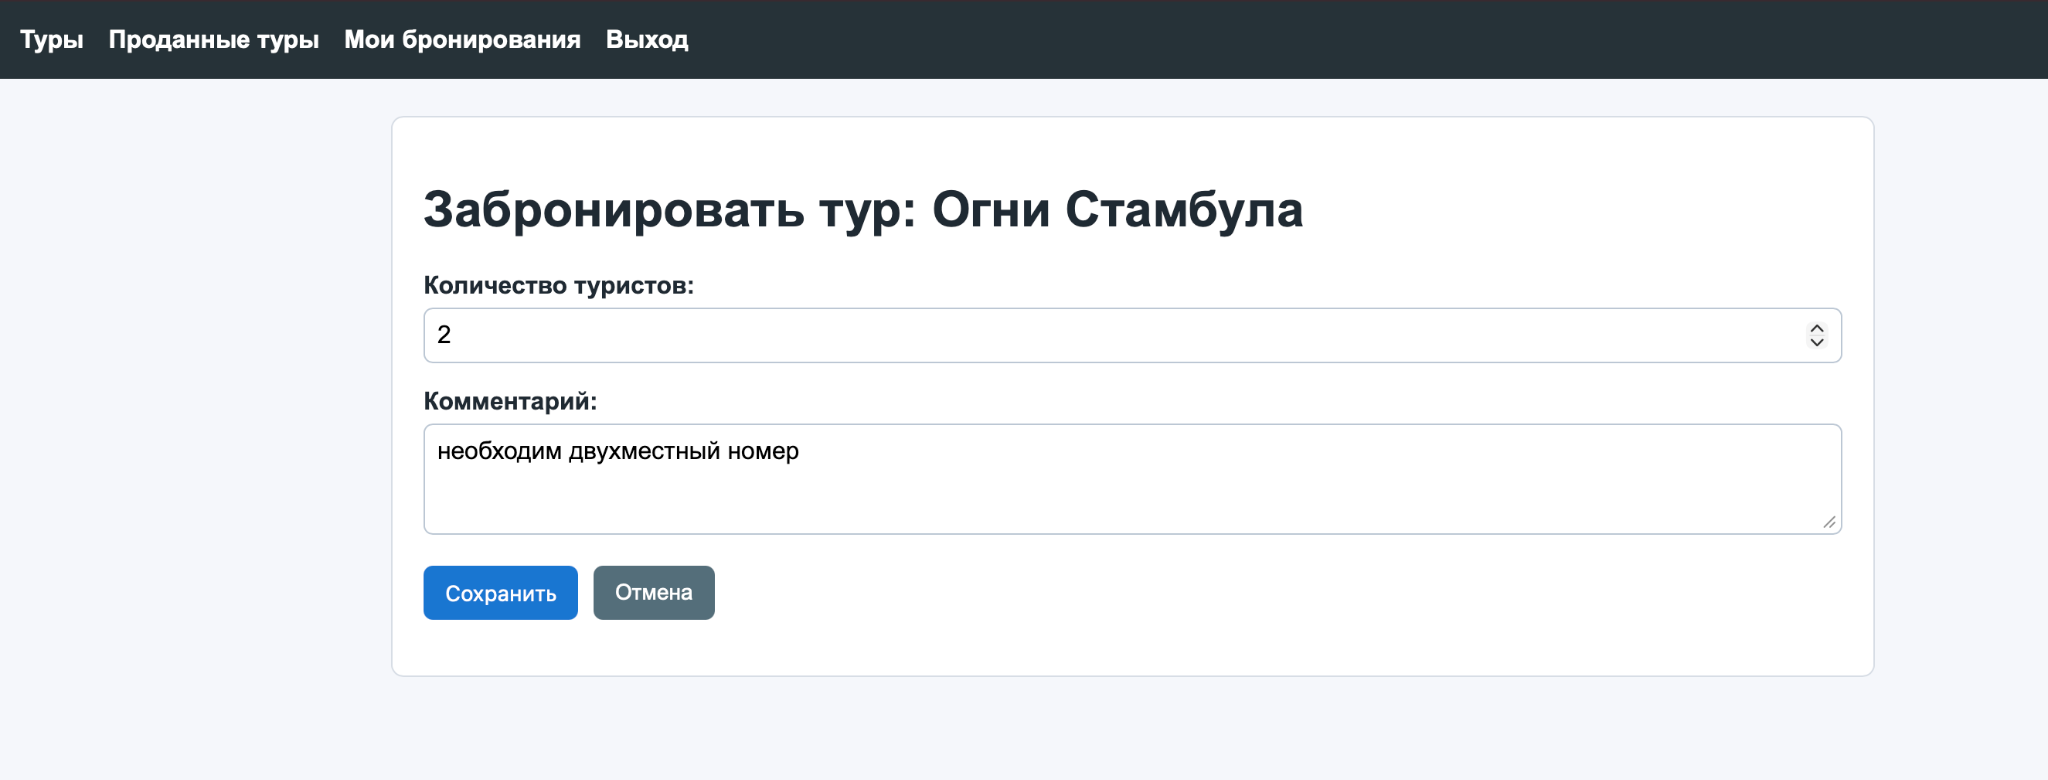 Туры Проданные туры Мои бронирования Выход
Забронировать тур: Огни Стамбула
Количество туристов:
2
Комментарий:
необходим двухместный номер
Сохранить Отмена